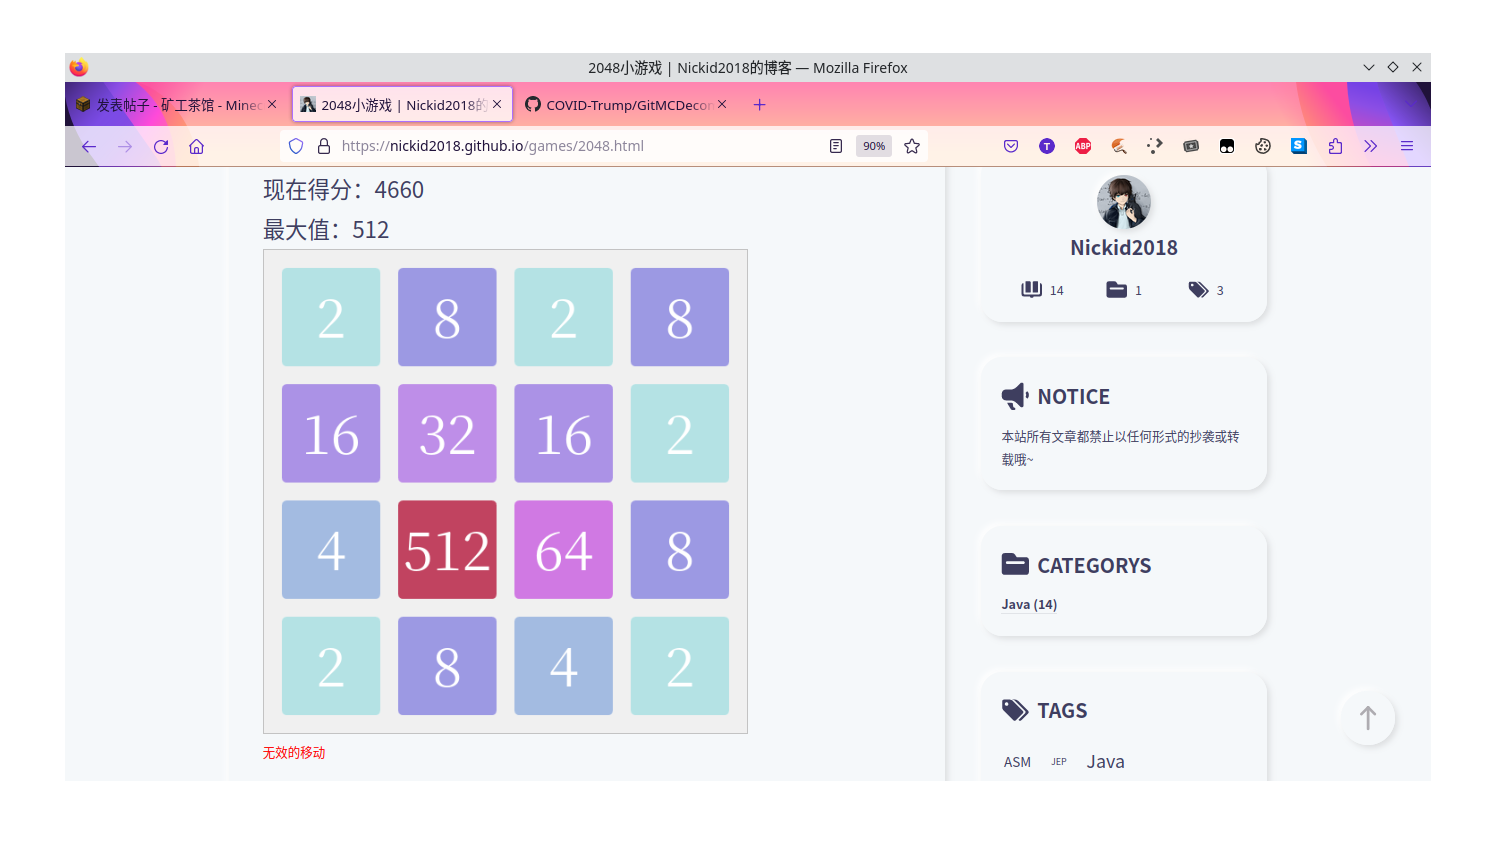 2048小游戏 | Nickid2018的博客 — Mozilla Firefox
发表帖子 - 矿工茶馆 - Minec
2048小游戏 | Nickid2018的
COVID-Trump/GitMCDecon
https://nickid2018.github.io/games/2048.html
90%
T
ABP
S
现在得分：4660
最大值：512
2 8 2 8
16 32 16 2
4 512 64 8
2 8 4 2
无效的移动
Nickid2018
14 1 3
NOTICE
本站所有文章都禁止以任何形式的抄袭或转
载哦~
CATEGORYS
Java (14)
TAGS
ASM JEP Java